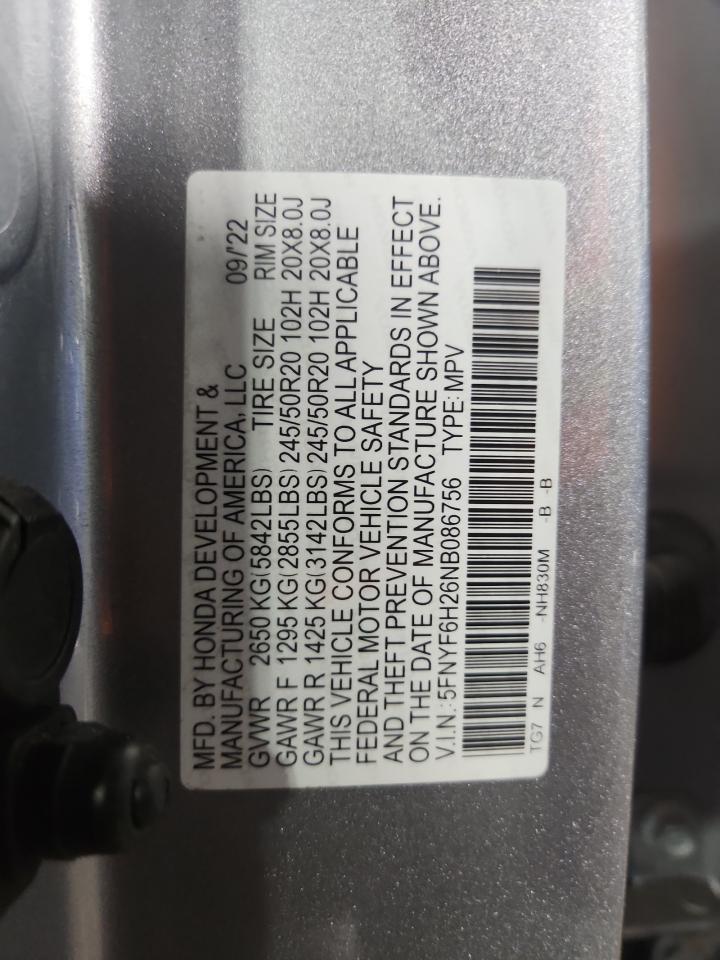 MFD. BY HONDA DEVELOPMENT &
MANUFACTURING OF AMERICA, LLC 09/'22
GVWR 2650 KG(5842LBS) TIRE SIZE RIM SIZE
GAWR F 1295 KG(2855LBS) 245/50R20 102H 20X8.0J
GAWR R 1425 KG(3142LBS) 245/50R20 102H 20X8.0J
THIS VEHICLE CONFORMS TO ALL APPLICABLE
FEDERAL MOTOR VEHICLE SAFETY
AND THEFT PREVENTION STANDARDS IN EFFECT
ON THE DATE OF MANUFACTURE SHOWN ABOVE.
V.I.N.:5FNYF6H26NB086756 TYPE: MPV
TG7 N AH6 -NH830M -B -B